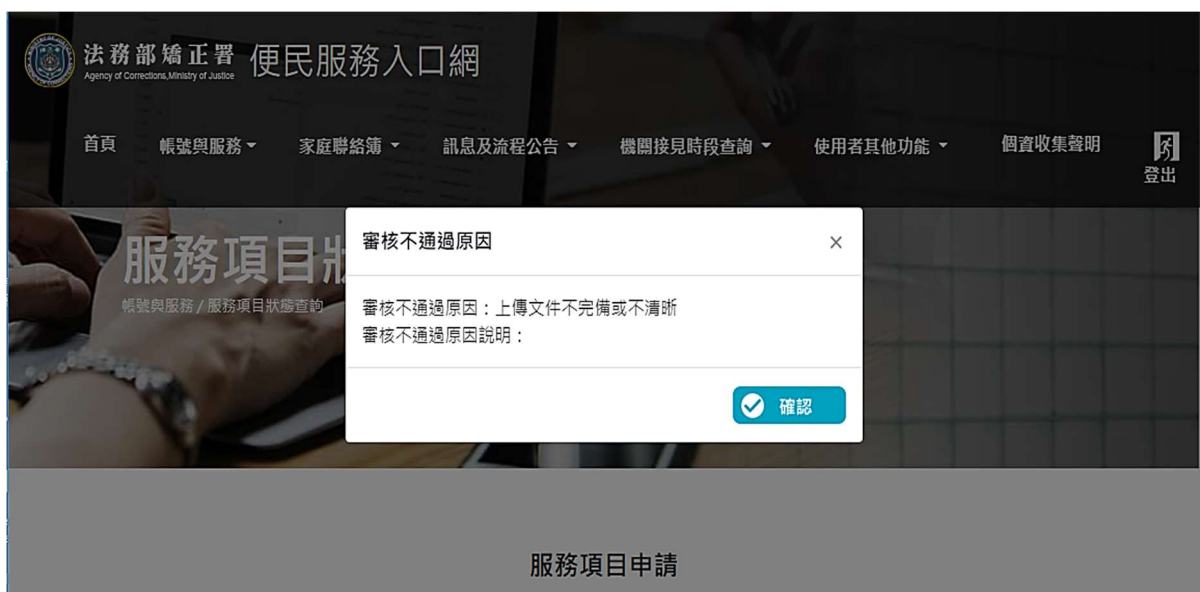 法務部矯正署 便民服務入口網
Agency of Corrections,Ministry of Justice
首頁 帳號與服務 家庭聯絡簿 訊息及流程公告 機關接見時段查詢 使用者其他功能 個資收集聲明 登出
服務項目狀
帳號與服務 / 服務項目狀態查詢
審核不通過原因 ×
審核不通過原因：上傳文件不完備或不清晰
審核不通過原因說明：
確認
服務項目申請